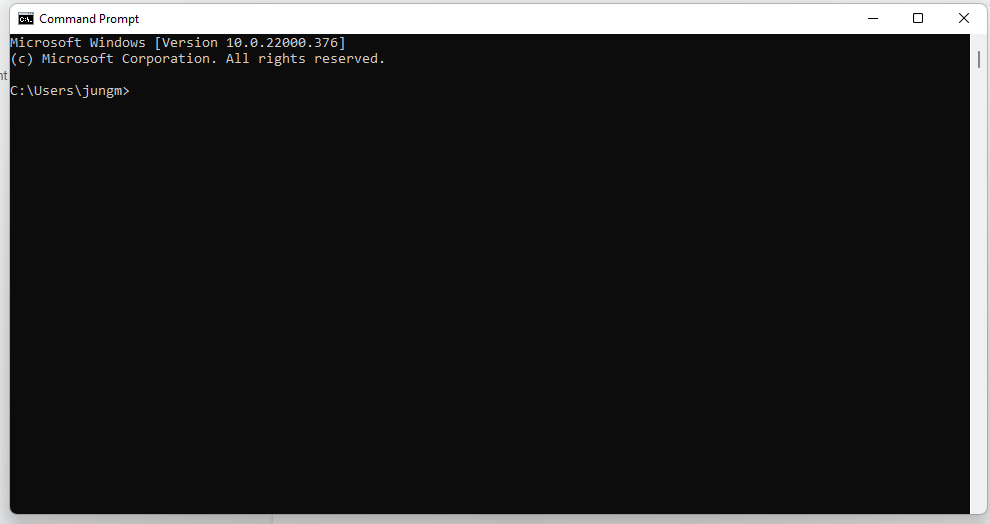 Command Prompt
Microsoft Windows [Version 10.0.22000.376]
(c) Microsoft Corporation. All rights reserved.
C:\Users\jungm>